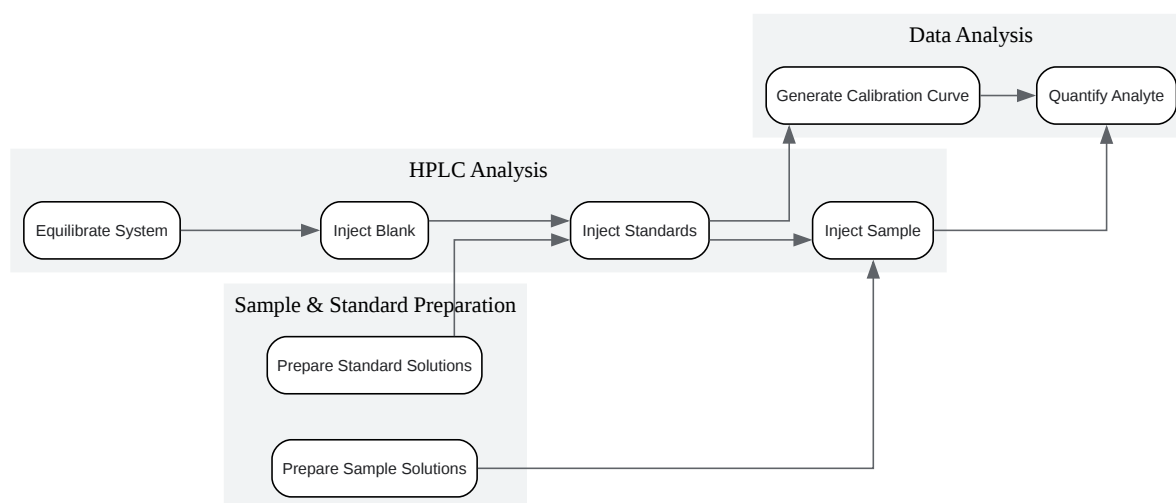 Data Analysis
Generate Calibration Curve
Quantify Analyte
HPLC Analysis
Equilibrate System
Inject Blank
Inject Standards
Inject Sample
Sample & Standard Preparation
Prepare Standard Solutions
Prepare Sample Solutions